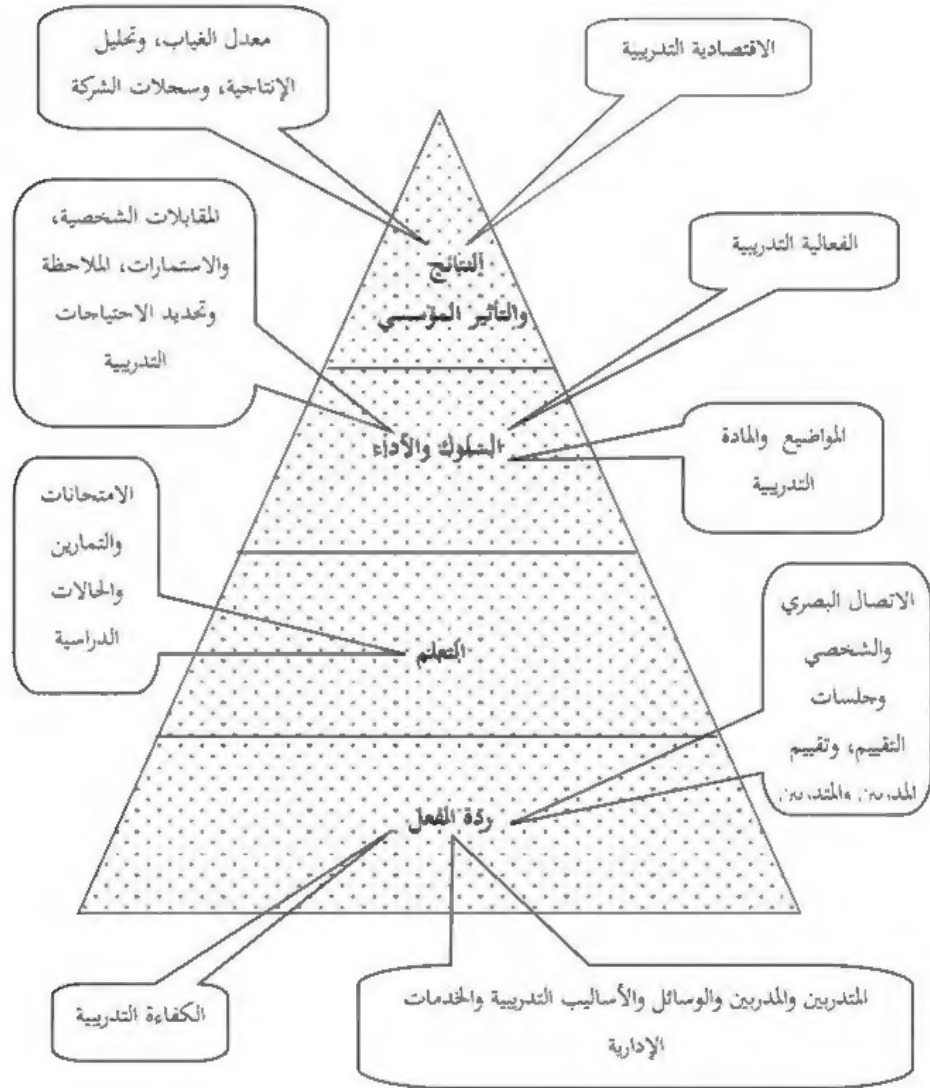 معدل الغياب، وتحليل
الإنتاجية، وسجلات الشركة
الاقتصادية التدريبية
المقابلات الشخصية،
والاستمارات، الملاحظة
وتحديد الاحتياجات
التدريبية
الفعالية التدريبية
النتائج
والتأثير المؤسسي
السلوك والأداء
المواضيع والمادة
التدريبية
الامتحانات
والتمارين
والحالات
الدراسية
الاتصال البصري
والشخصي
وجلسات
التقييم، وتقييم
المدربين والمتدربين
التعلم
ردة الفعل
الكفاءة التدريبية
المتدربين والمدربين والوسائل والأساليب التدريبية والخدمات
الإدارية